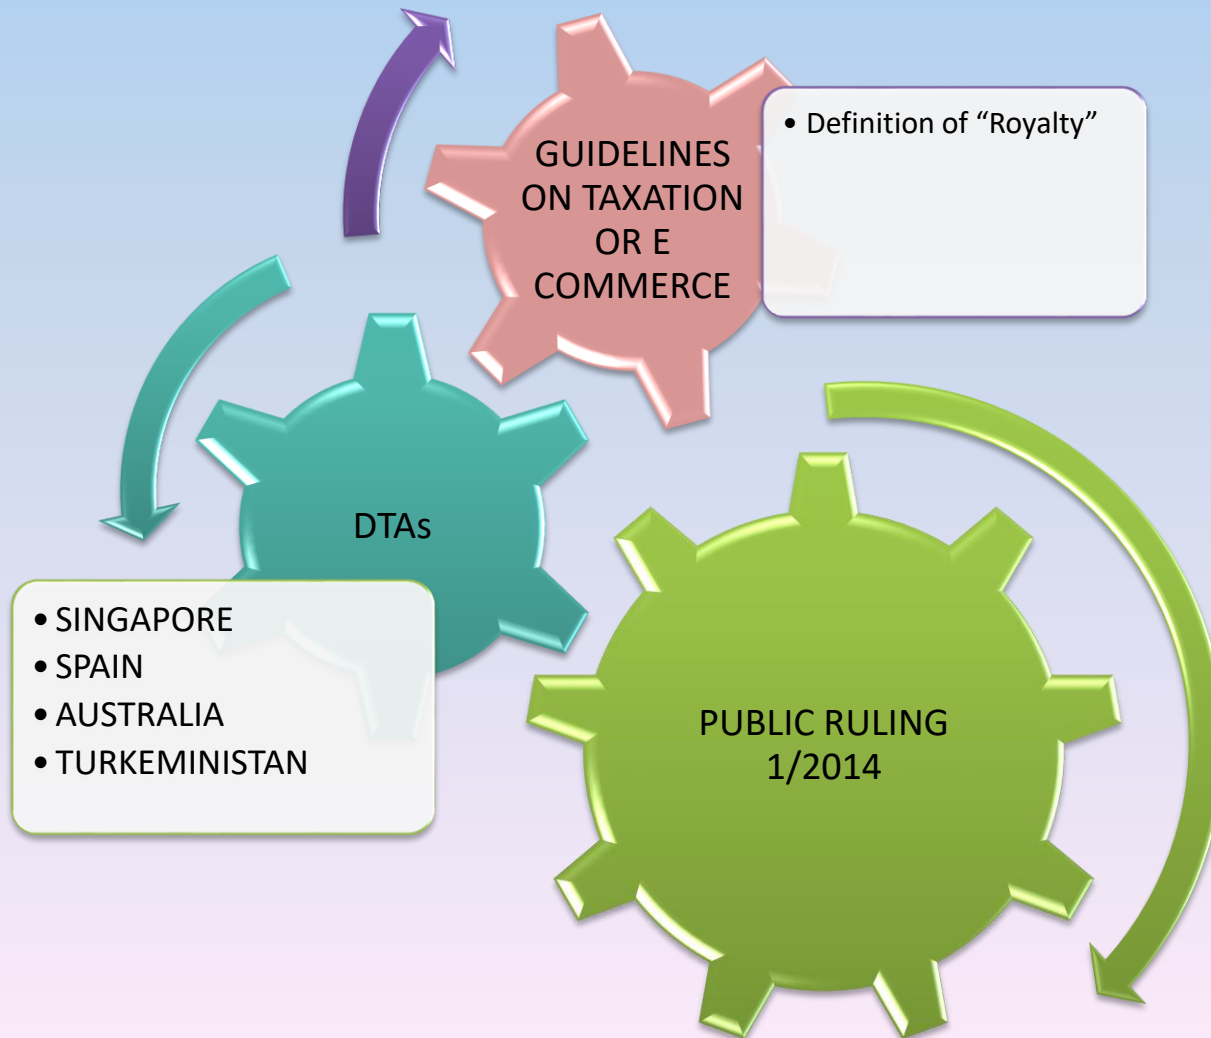 GUIDELINES
ON TAXATION
OR E
COMMERCE
• Definition of “Royalty”
DTAs
• SINGAPORE
• SPAIN
• AUSTRALIA
• TURKEMINISTAN
PUBLIC RULING
1/2014